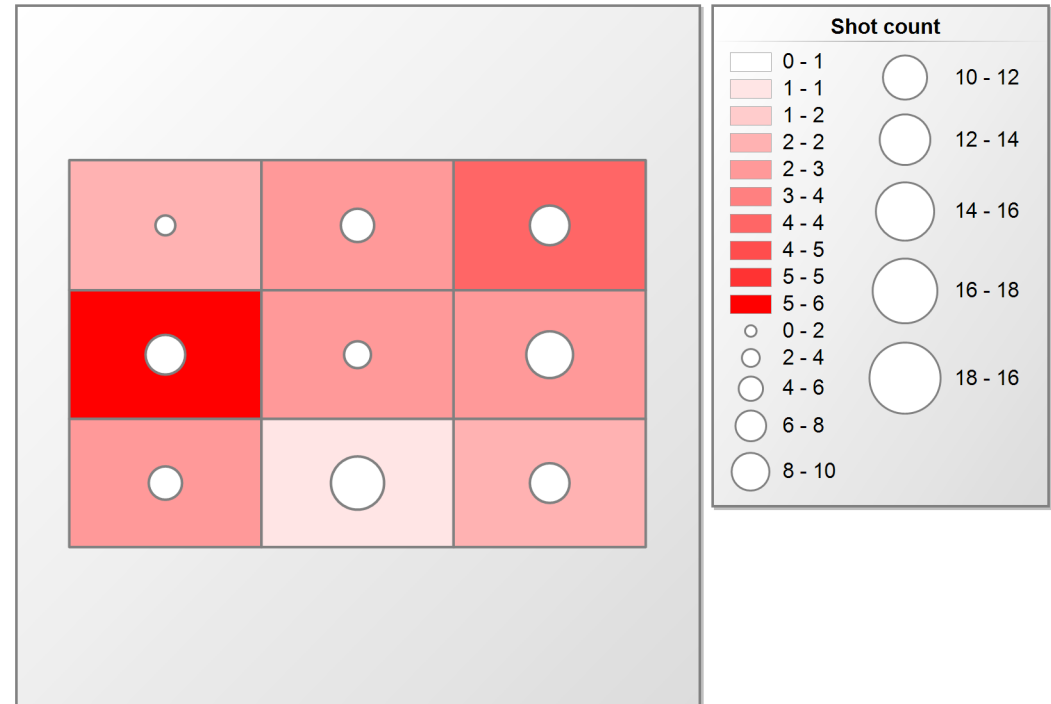 Shot count
0 - 1
1 - 1
1 - 2
2 - 2
2 - 3
3 - 4
4 - 4
4 - 5
5 - 5
5 - 6
0 - 2
2 - 4
4 - 6
6 - 8
8 - 10
10 - 12
12 - 14
14 - 16
16 - 18
18 - 16